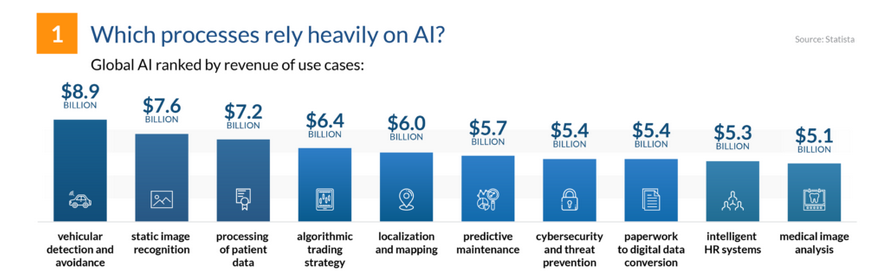 1
Which processes rely heavily on AI?
Source: Statista
Global AI ranked by revenue of use cases:
$8.9
BILLION
$7.6
BILLION
$7.2
BILLION
$6.4
BILLION
$6.0
BILLION
$5.7
BILLION
$5.4
BILLION
$5.4
BILLION
$5.3
BILLION
$5.1
BILLION
vehicular
detection and
avoidance
static image
recognition
processing
of patient
data
algorithmic
trading
strategy
localization
and mapping
predictive
maintenance
cybersecurity
and threat
prevention
paperwork
to digital data
conversion
intelligent
HR systems
medical image
analysis